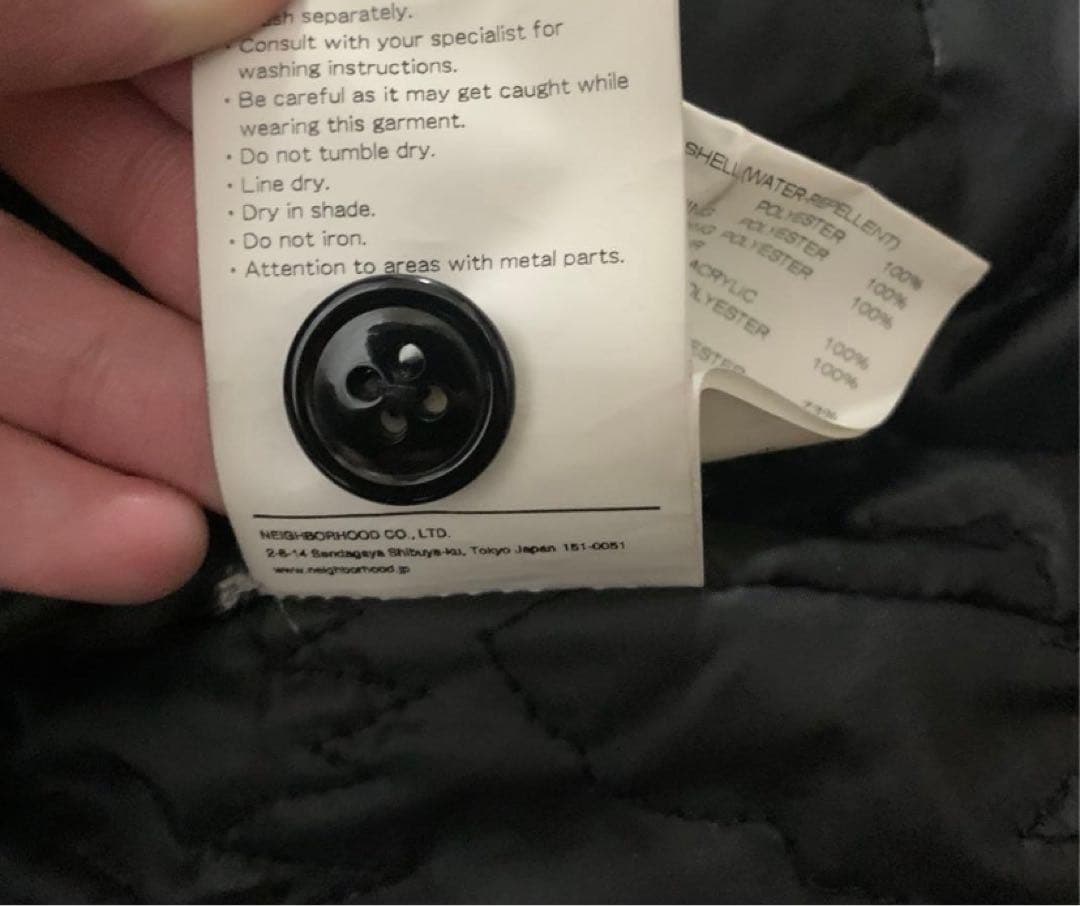 separately.
· Consult with your specialist for
washing instructions.
· Be careful as it may get caught while
wearing this garment.
· Do not tumble dry.
· Line dry.
· Dry in shade.
· Do not iron.
· Attention to areas with metal parts.
NEIGHBORHOOD CO., LTD.
2-6-14 Sendagaya Shibuya-ku, Tokyo Japan 151-0051
www.neighborhood.jp
SHELL(WATER-REPELLENT)
POLYESTER 100%
POLYESTER 100%
POLYESTER 100%
ACRYLIC 100%
POLYESTER 100%